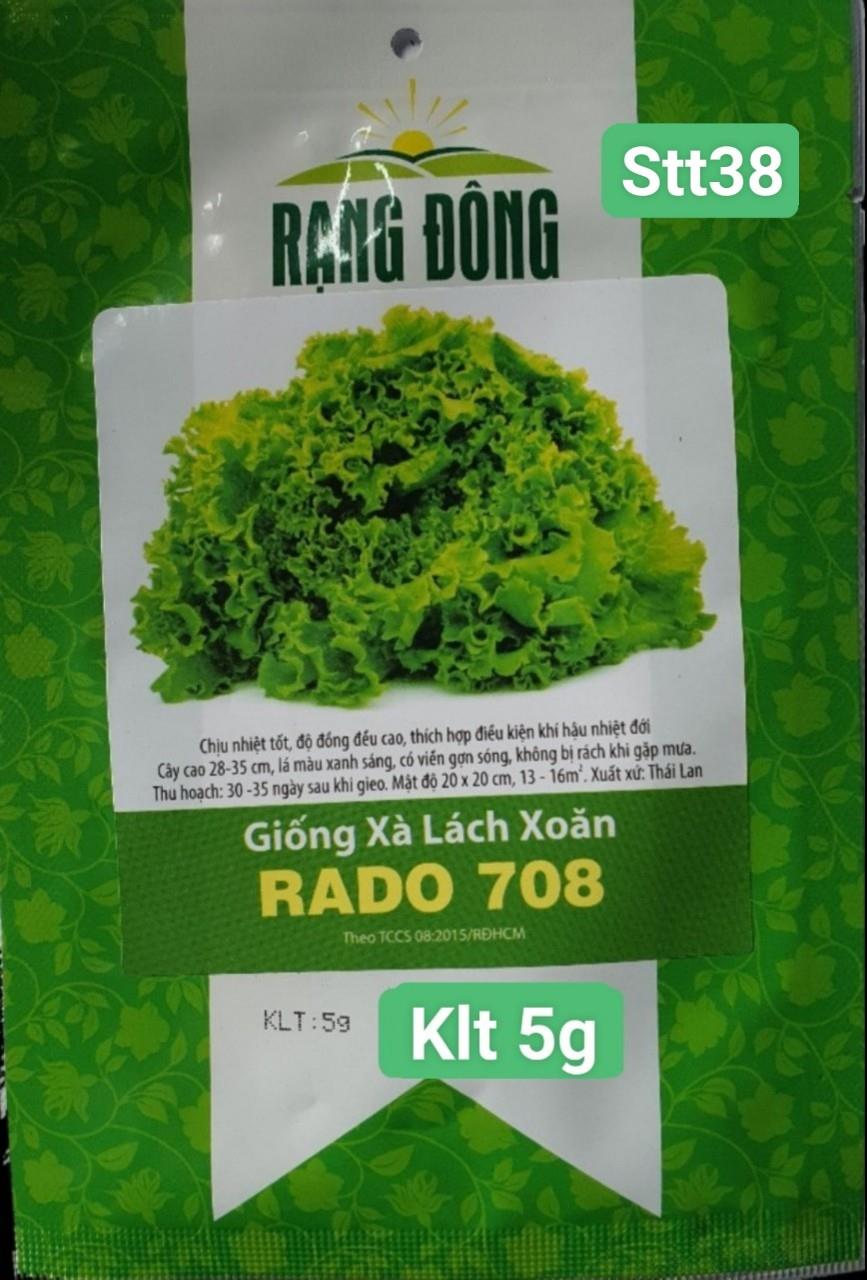 Stt38
RẠNG ĐÔNG
Chịu nhiệt tốt, độ đồng đều cao, thích hợp điều kiện khí hậu nhiệt đới
Cây cao 28-35 cm, lá màu xanh sáng, có viền gợn sóng, không bị rách khi gặp mưa.
Thu hoạch: 30 -35 ngày sau khi gieo. Mật độ 20 x 20 cm, 13 - 16m². Xuất xứ: Thái Lan
Giống Xà Lách Xoăn
RADO 708
Theo TCCS 08:2015/RĐHCM
KLT:5g
Klt 5g